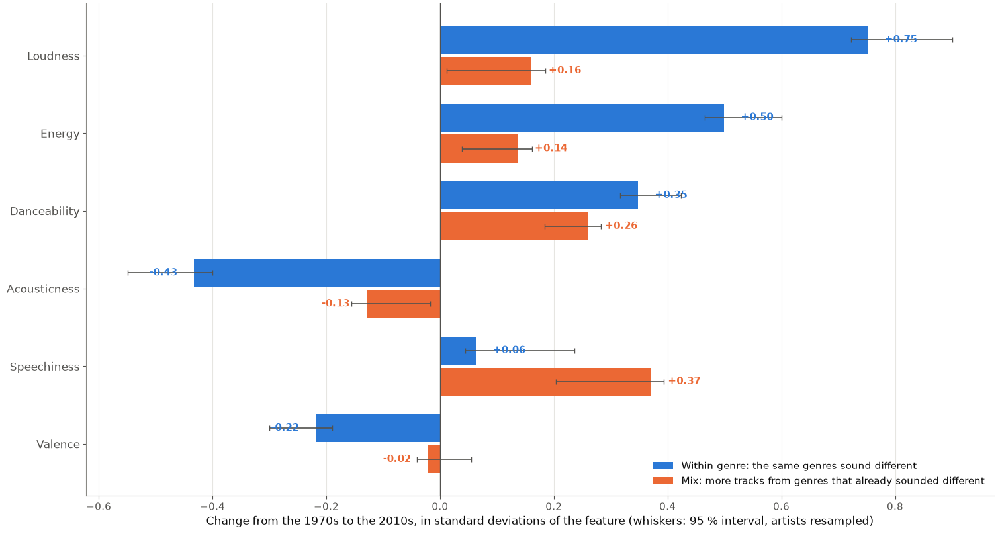 Loudness
+0.75
+0.16
Energy
+0.50
+0.14
Danceability
+0.35
+0.26
Acousticness
-0.43
-0.13
Speechiness
+0.06
+0.37
Valence
-0.22
-0.02
Within genre: the same genres sound different
Mix: more tracks from genres that already sounded different
−0.6 −0.4 −0.2 0.0 0.2 0.4 0.6 0.8
Change from the 1970s to the 2010s, in standard deviations of the feature (whiskers: 95 % interval, artists resampled)